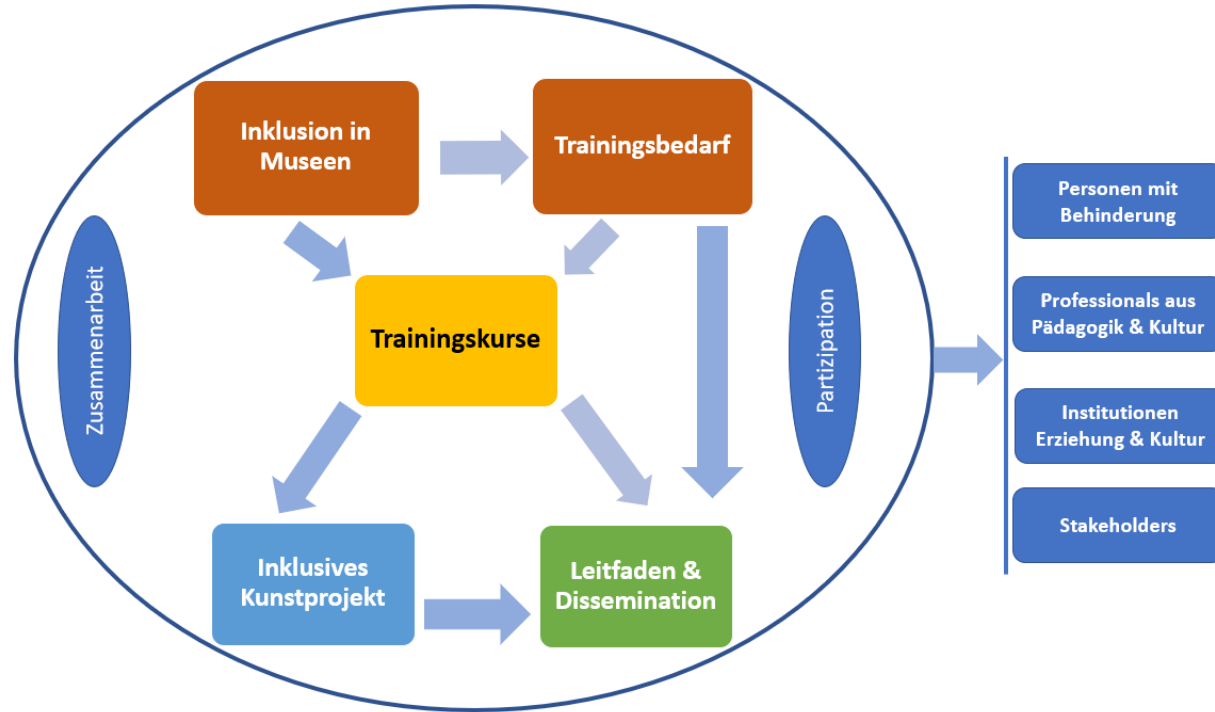 Inklusion in
Museen
Trainingsbedarf
Zusammenarbeit
Trainingskurse
Partizipation
Inklusives
Kunstprojekt
Leitfaden &
Dissemination
Personen mit
Behinderung
Professionals aus
Pädagogik & Kultur
Institutionen
Erziehung & Kultur
Stakeholders